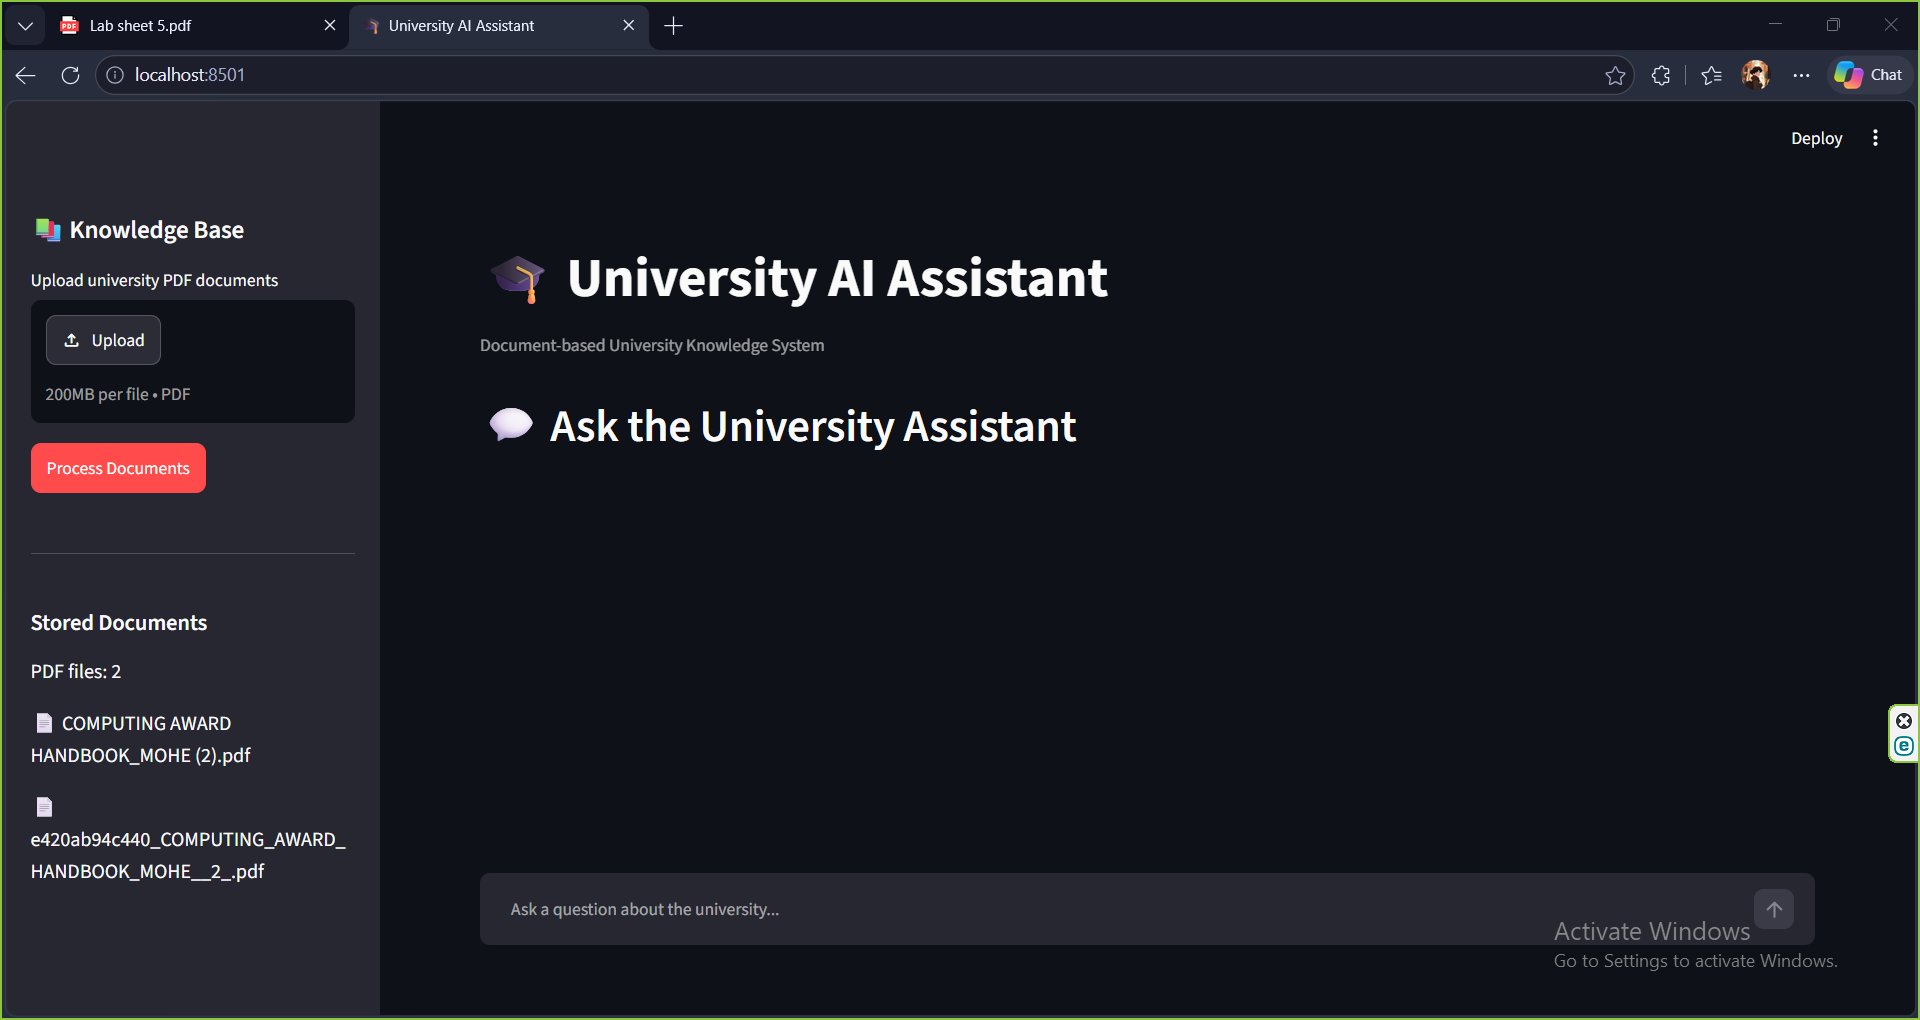 Lab sheet 5.pdf
University AI Assistant
localhost:8501
Chat
Deploy
Knowledge Base
Upload university PDF documents
Upload
200MB per file • PDF
Process Documents
Stored Documents
PDF files: 2
COMPUTING AWARD
HANDBOOK_MOHE (2).pdf
e420ab94c440_COMPUTING_AWARD_
HANDBOOK_MOHE__2_.pdf
University AI Assistant
Document-based University Knowledge System
Ask the University Assistant
Ask a question about the university...
Activate Windows
Go to Settings to activate Windows.